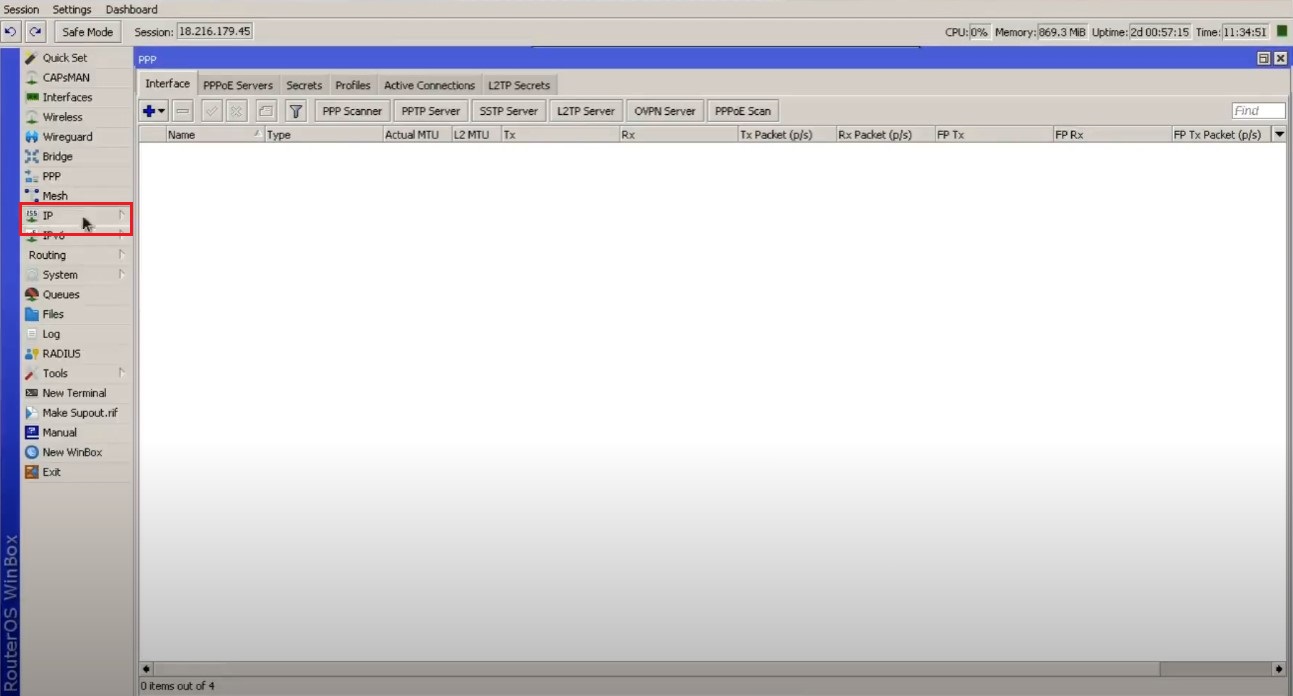 Session Settings Dashboard
Safe Mode Session: 18.216.179.45 CPU: 0% Memory: 869.3 MiB Uptime: 2d 00:57:15 Time: 11:34:51
Quick Set
CAPsMAN
Interfaces
Wireless
Wireguard
Bridge
PPP
Mesh
IP
IPv6
Routing
System
Queues
Files
Log
RADIUS
Tools
New Terminal
Make Supout.rif
Manual
New WinBox
Exit
RouterOS WinBox
PPP
Interface PPPoE Servers Secrets Profiles Active Connections L2TP Secrets
PPP Scanner PPTP Server SSTP Server L2TP Server OVPN Server PPPoE Scan Find
Name Type Actual MTU L2 MTU Tx Rx Tx Packet (p/s) Rx Packet (p/s) FP Tx FP Rx FP Tx Packet (p/s)
0 items out of 4